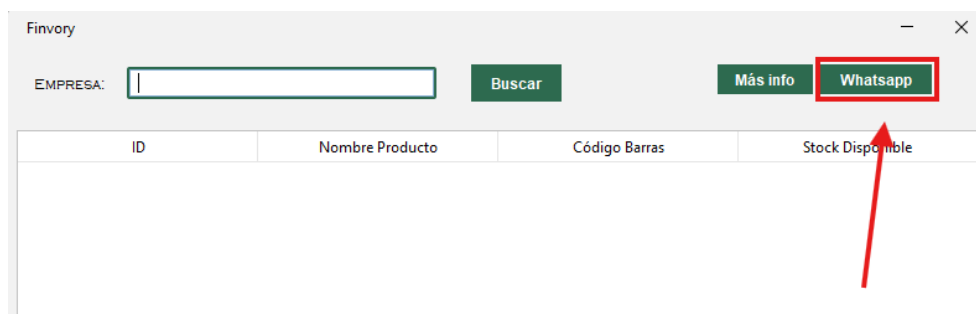 Finvory
EMPRESA: Buscar Más info Whatsapp
ID Nombre Producto Código Barras Stock Disponible